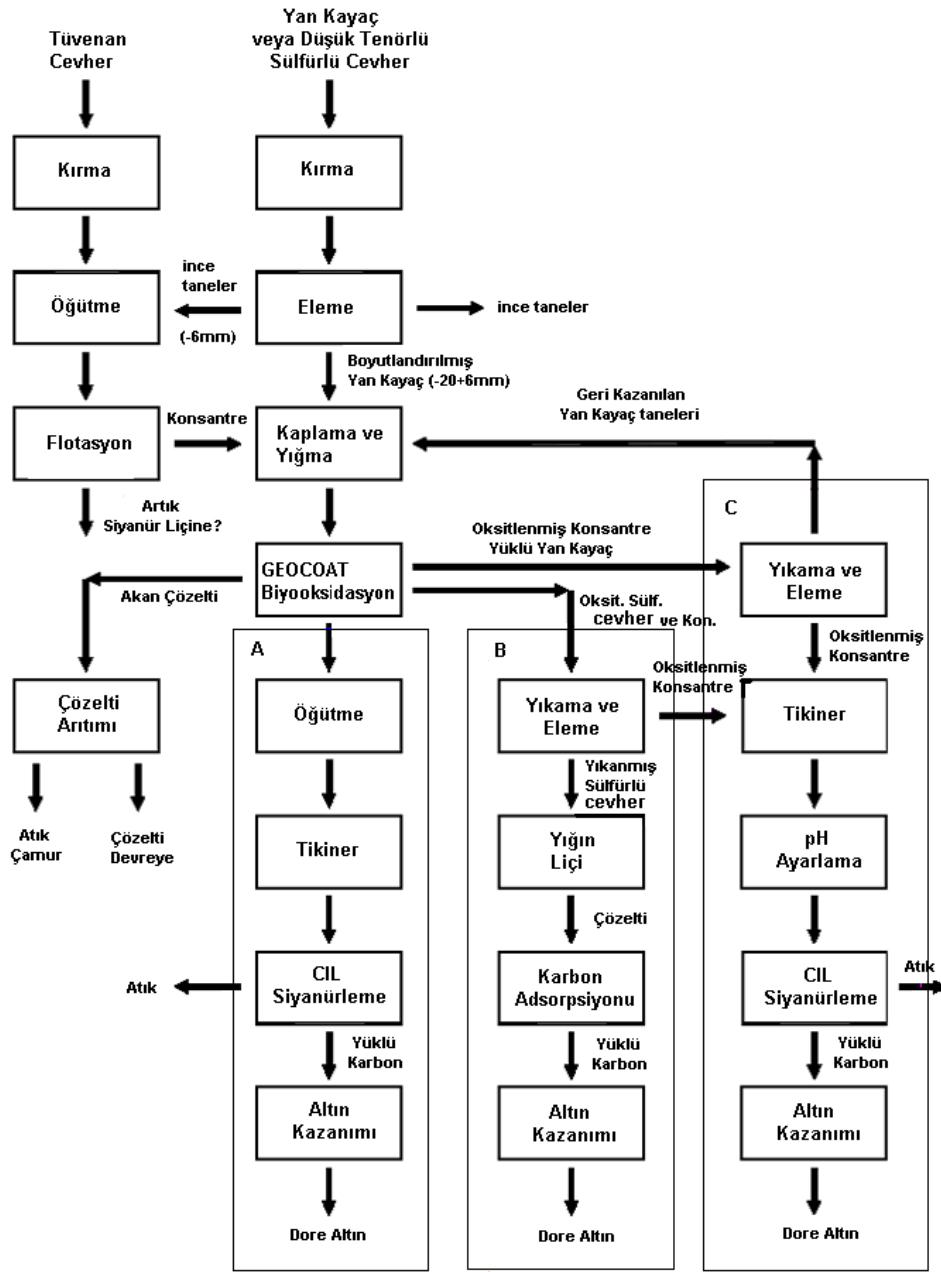 Tüvenan
Cevher
Yan Kayaç
veya Düşük Tenörlü
Sülfürlü Cevher
Kırma
Kırma
Öğütme
ince
taneler
(-6mm)
Eleme
ince taneler
Boyutlandırılmış
Yan Kayaç (-20+6mm)
Geri Kazanılan
Yan Kayaç taneleri
Flotasyon
Konsantre
Kaplama ve
Yığma
Artık
Siyanür Liçine?
C
Oksitlenmiş Konsantre
Yüklü Yan Kayaç
GEOCOAT
Biyooksidasyon
Yıkama ve
Eleme
Akan Çözelti
Oksit. Sülf.
cevher ve Kon.
Oksitlenmiş
Konsantre
A
B
Oksitlenmiş
Konsantre
Çözelti
Arıtımı
Öğütme
Yıkama ve
Eleme
Tikiner
Yıkanmış
Sülfürlü
cevher
Atık
Çamur
Çözelti
Devreye
Tikiner
Yığın
Liçi
pH
Ayarlama
Çözelti
Atık
CIL
Siyanürleme
Karbon
Adsorpsiyonu
CIL
Siyanürleme
Atık
Yüklü
Karbon
Yüklü
Karbon
Yüklü
Karbon
Altın
Kazanımı
Altın
Kazanımı
Altın
Kazanımı
Dore Altın
Dore Altın
Dore Altın